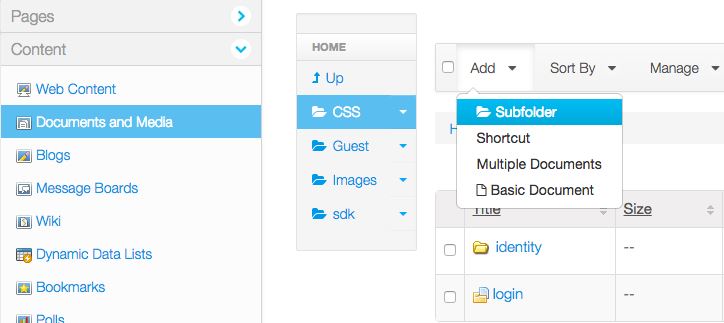 Pages
Content
Web Content
Documents and Media
Blogs
Message Boards
Wiki
Dynamic Data Lists
Bookmarks
Polls
HOME
Up
CSS
Guest
Images
sdk
Add
Sort By
Manage
Subfolder
Shortcut
Multiple Documents
Basic Document
Title
Size
identity
--
login
--